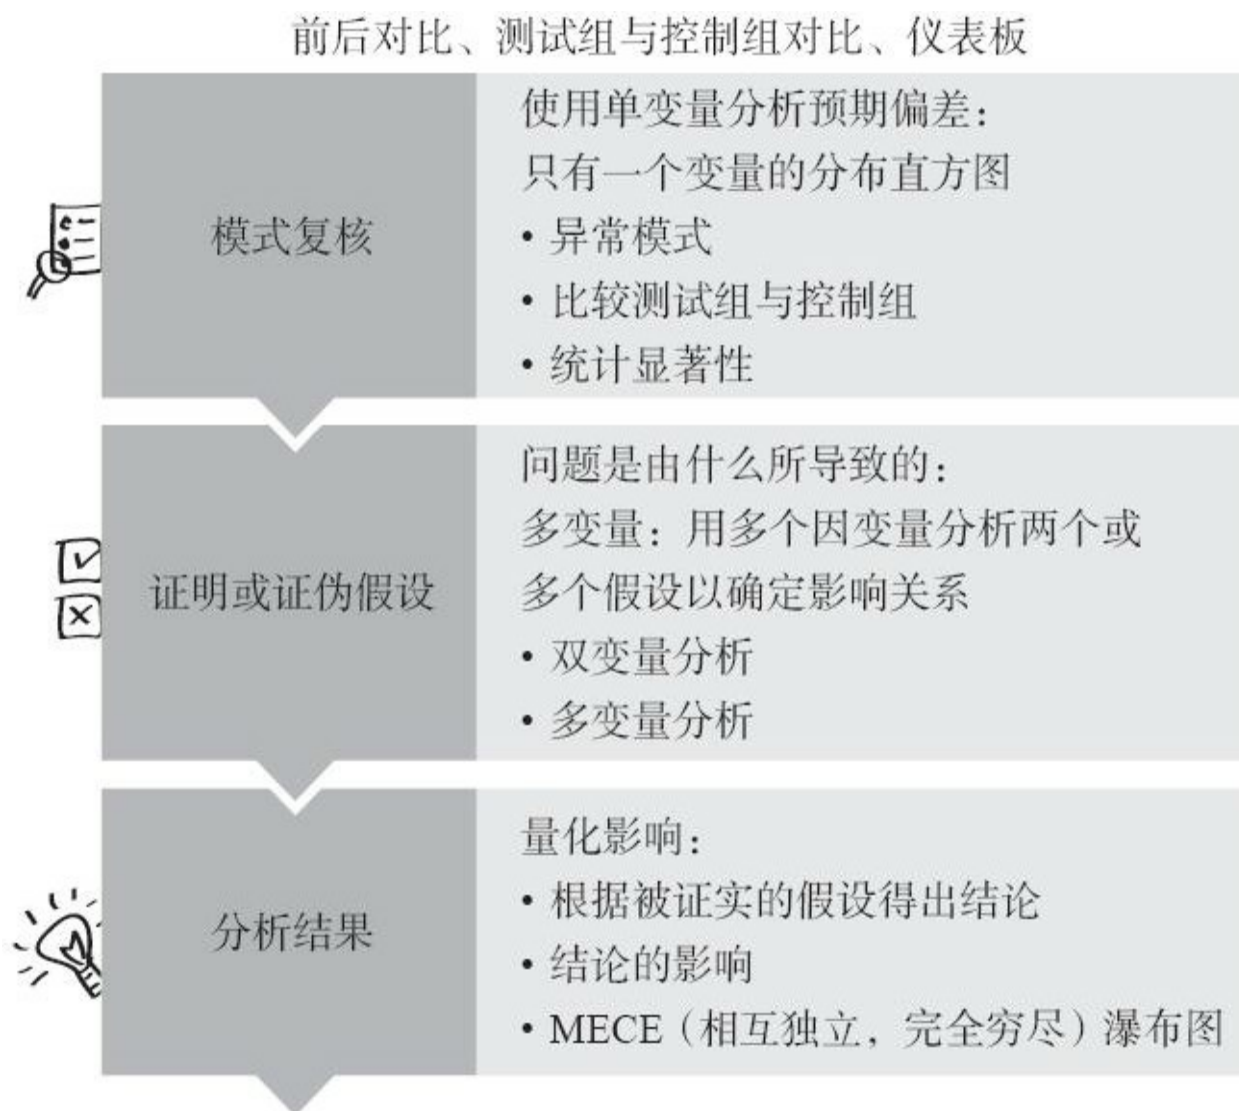 前后对比、测试组与控制组对比、仪表板
模式复核
使用单变量分析预期偏差：
只有一个变量的分布直方图
• 异常模式
• 比较测试组与控制组
• 统计显著性
证明或证伪假设
问题是由什么所导致的：
多变量：用多个因变量分析两个或
多个假设以确定影响关系
• 双变量分析
• 多变量分析
分析结果
量化影响：
• 根据被证实的假设得出结论
• 结论的影响
• MECE（相互独立，完全穷尽）瀑布图